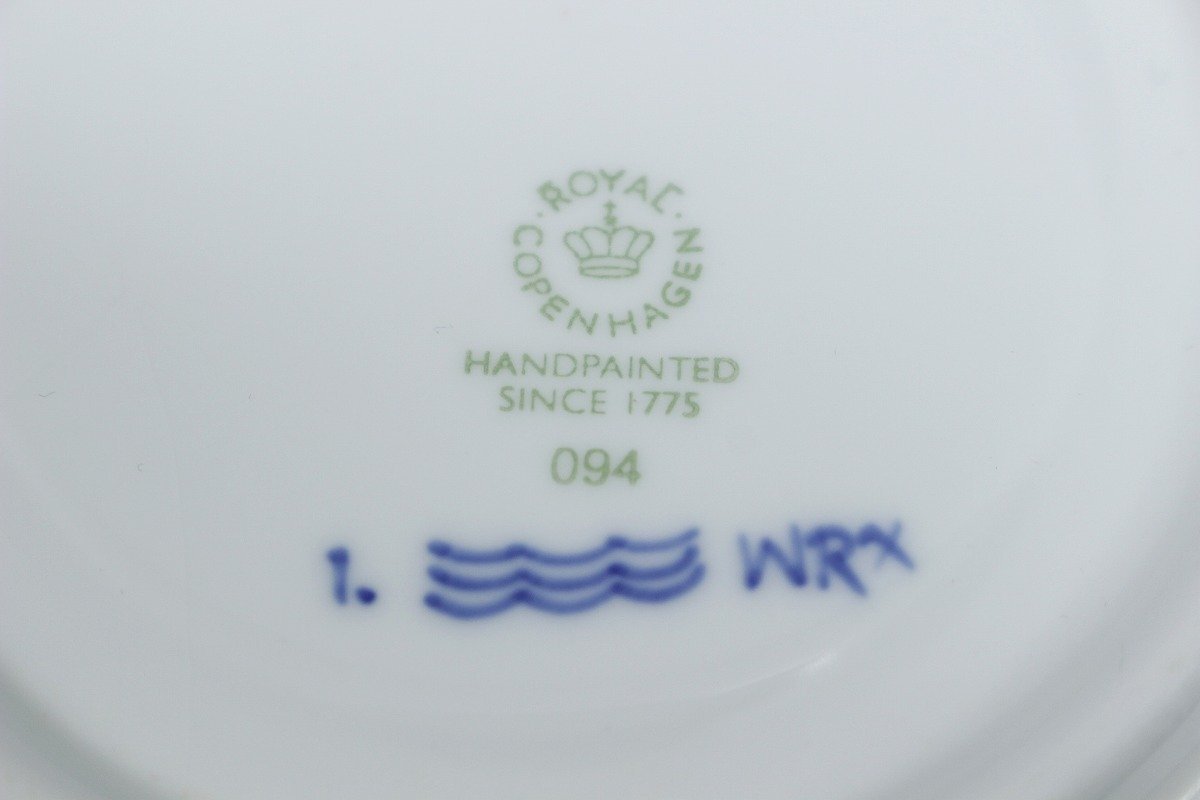 ROYAL
COPENHAGEN
HANDPAINTED
SINCE 1775
094
1. WRX